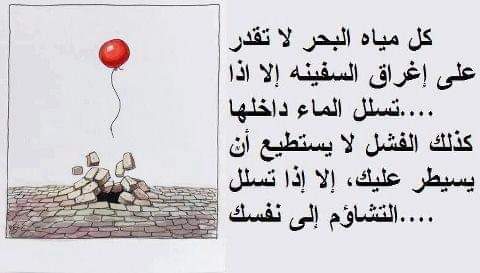 كل مياه البحر لا تقدر
على إغراق السفينه إلا اذا
تسلل الماء داخلها....
كذلك الفشل لا يستطيع أن
يسيطر عليك، إلا إذا تسلل
التشاؤم إلى نفسك....